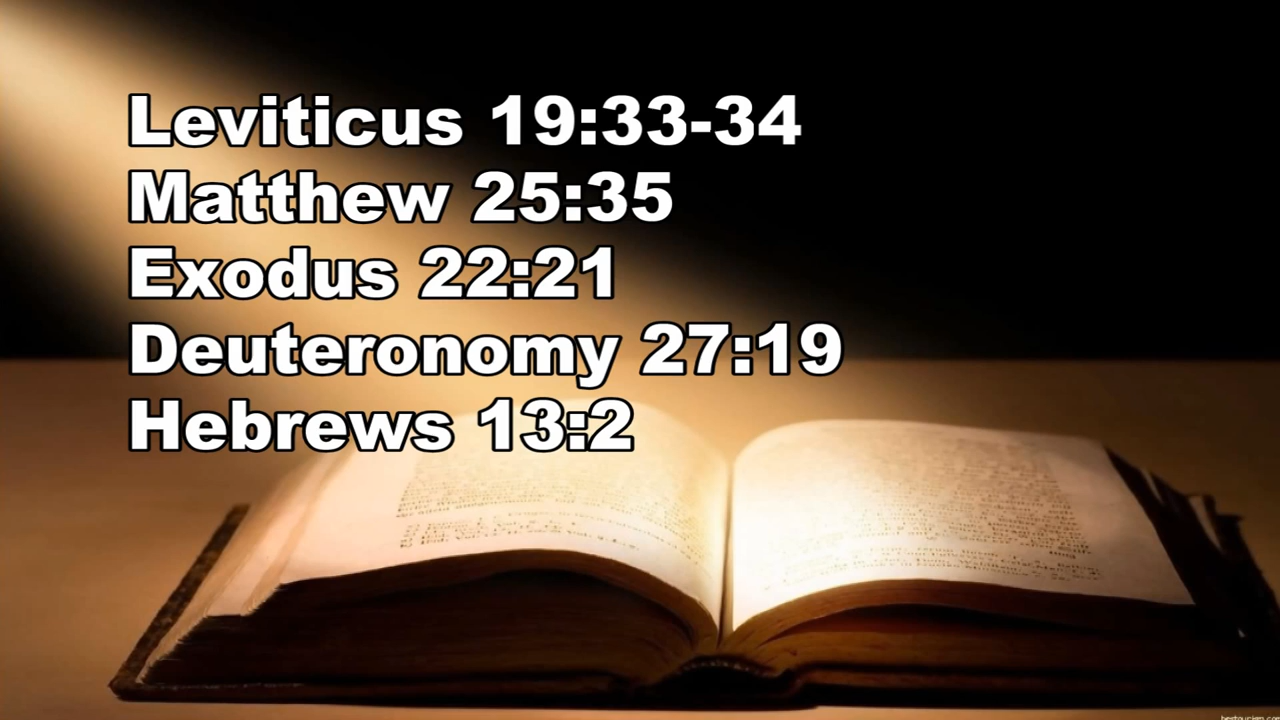 Leviticus 19:33-34
Matthew 25:35
Exodus 22:21
Deuteronomy 27:19
Hebrews 13:2